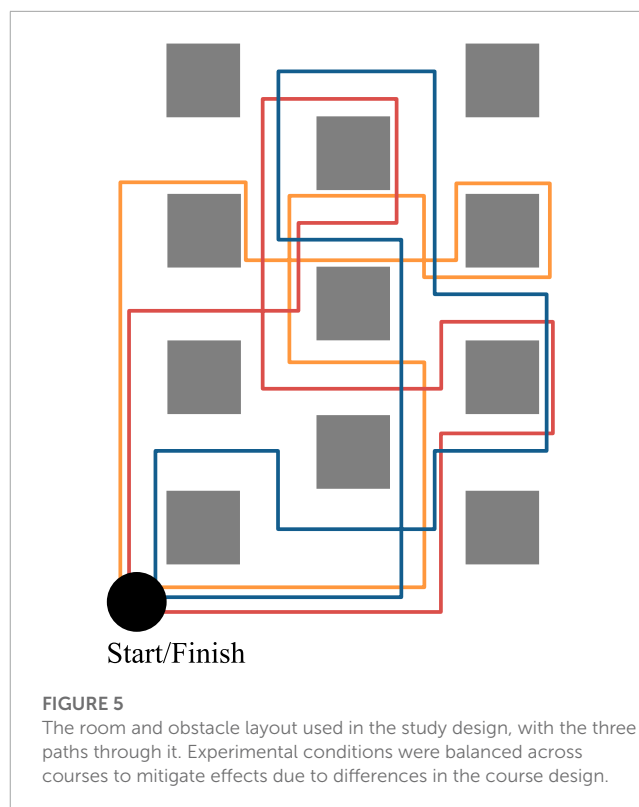 Start/Finish
FIGURE 5
The room and obstacle layout used in the study design, with the three
paths through it. Experimental conditions were balanced across
courses to mitigate effects due to differences in the course design.